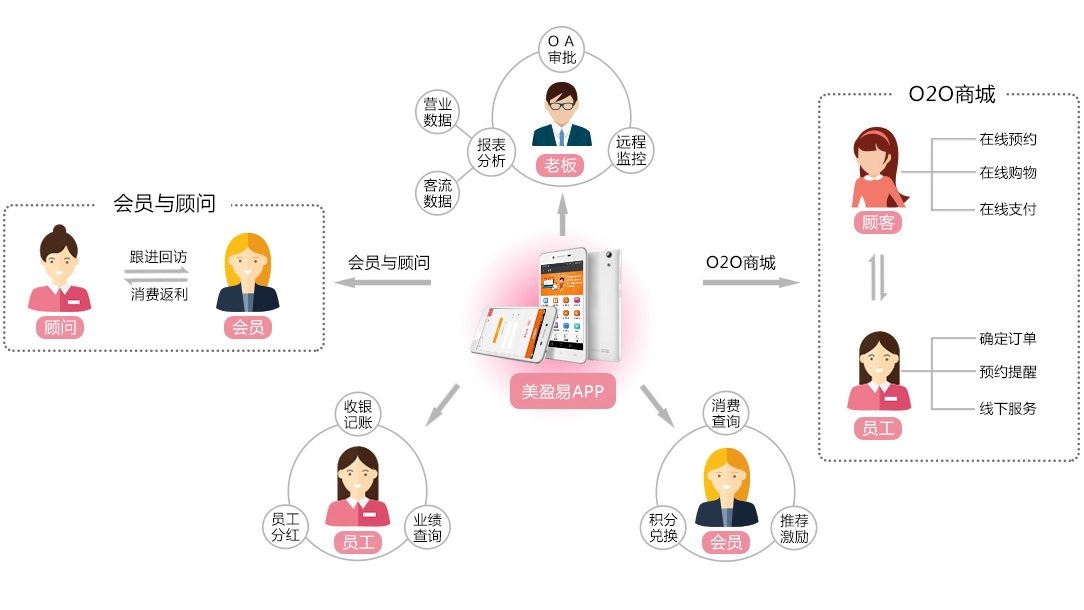 O A
审批
营业
数据
报表
分析
客流
数据
远程
监控
老板
会员与顾问
跟进回访
消费返利
顾问
会员
会员与顾问
O2O商城
美盈易APP
O2O商城
在线预约
在线购物
在线支付
顾客
确定订单
预约提醒
线下服务
员工
收银
记账
员工
分红
业绩
查询
员工
消费
查询
积分
兑换
推荐
激励
会员